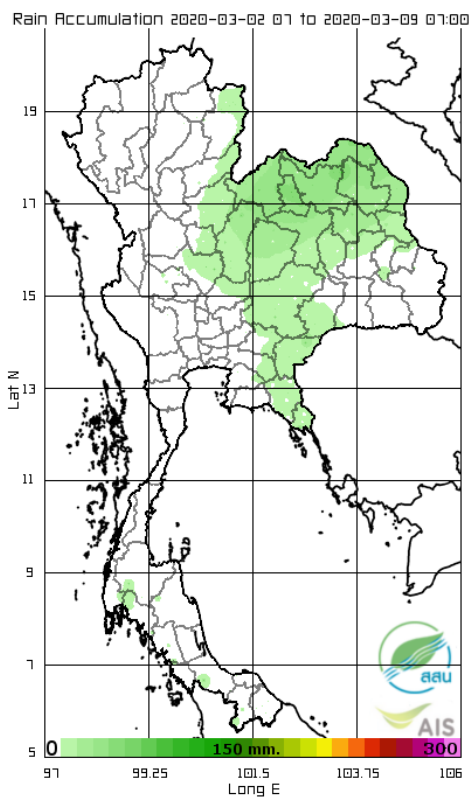 Rain Accumulation 2020-03-02 07 to 2020-03-09 07:00
19
17
15
13
11
9
7
5
Lat N
สสน
AIS
0 150 mm. 300
97 99.25 101.5 103.75 106
Long E